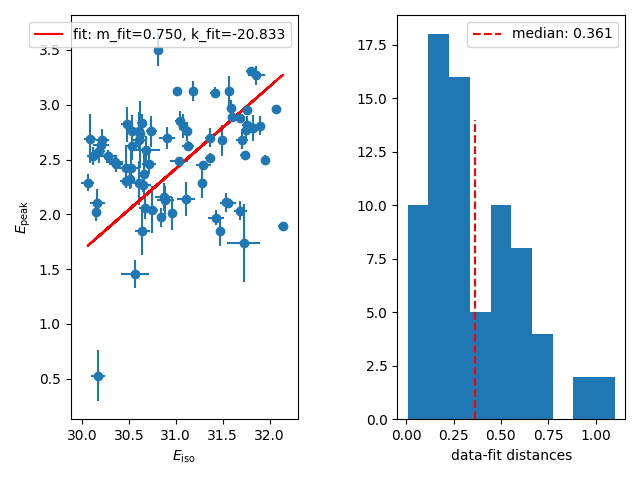 fit: m_fit=0.750, k_fit=-20.833
3.5
3.0
2.5
2.0
1.5
1.0
0.5
E_peak
30.0 30.5 31.0 31.5 32.0
E_iso
median: 0.361
17.5
15.0
12.5
10.0
7.5
5.0
2.5
0.0
0.00 0.25 0.50 0.75 1.00
data-fit distances